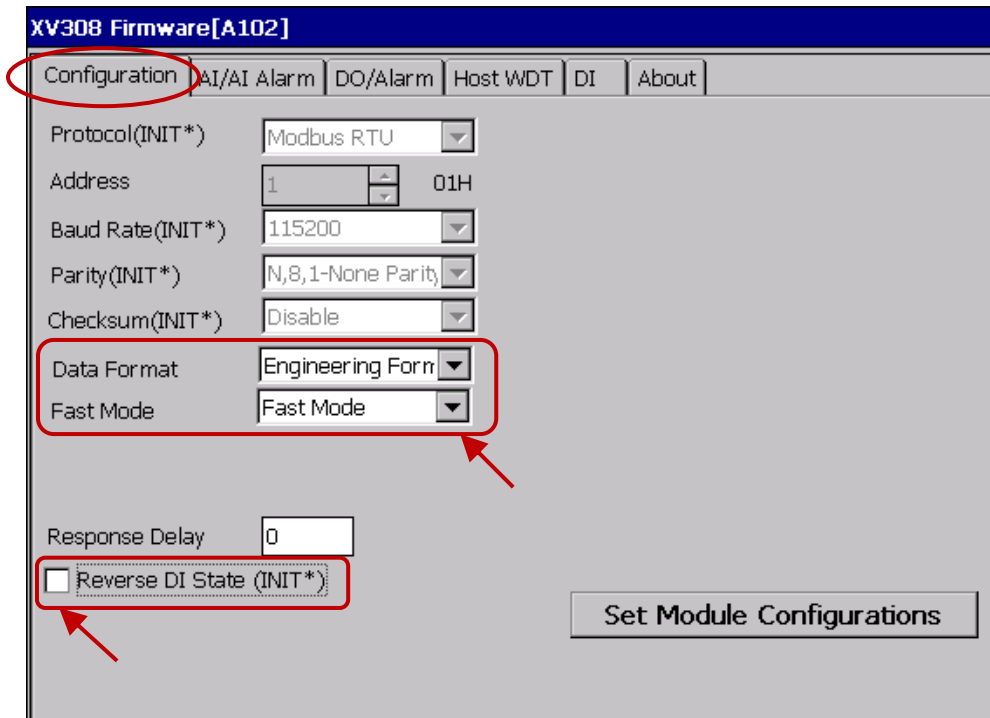 XV308 Firmware[A102]
Configuration AI/AI Alarm DO/Alarm Host WDT DI About
Protocol(INIT*) Modbus RTU
Address 1 01H
Baud Rate(INIT*) 115200
Parity(INIT*) N,8,1-None Parity
Checksum(INIT*) Disable
Data Format Engineering Form
Fast Mode Fast Mode
Response Delay 0
Reverse DI State (INIT*)
Set Module Configurations